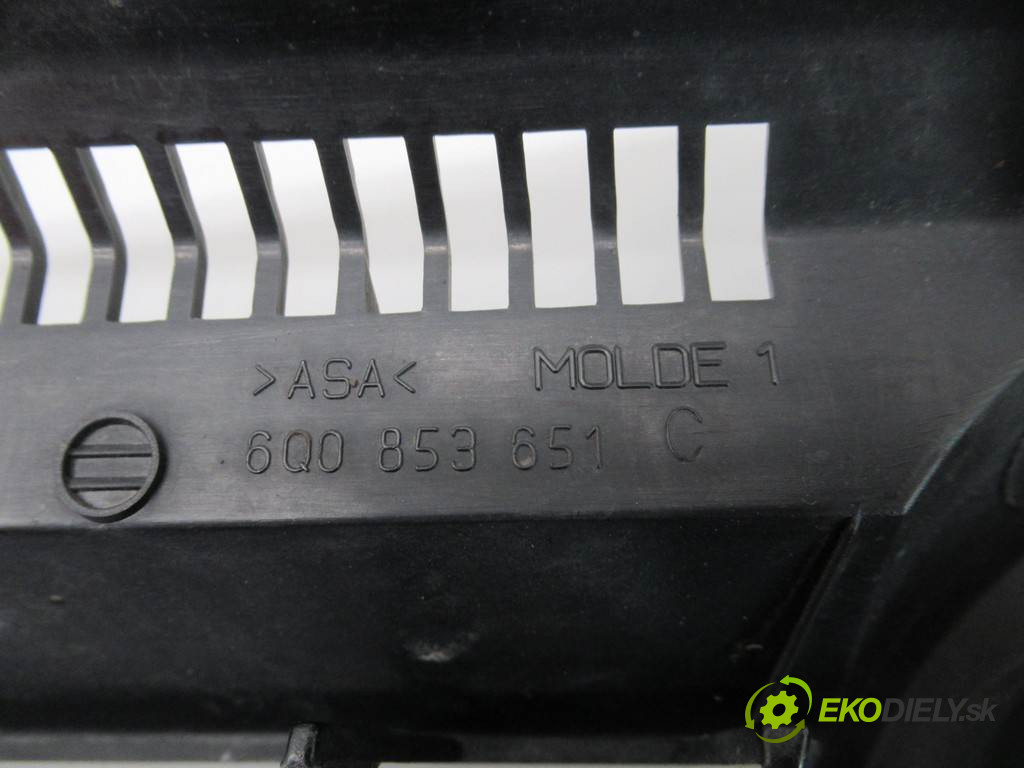 >ASA< MOLDE 1
6Q0 853 651 C
EKODIELY.sk